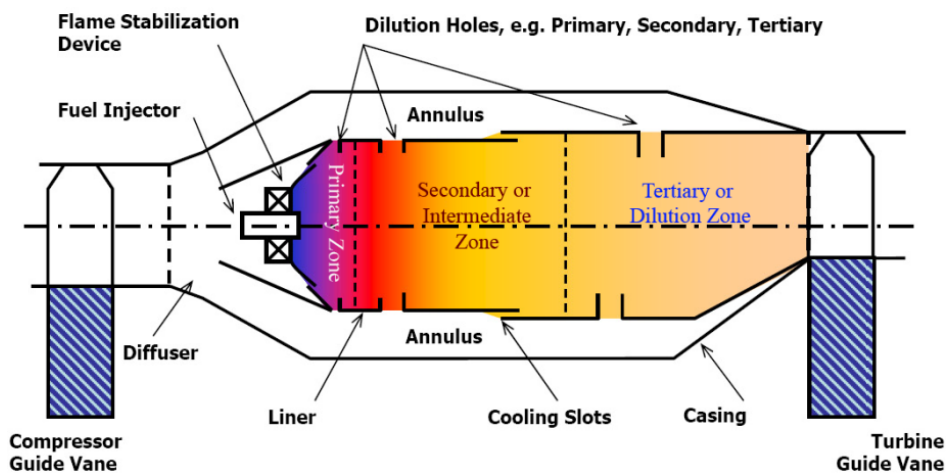 Flame Stabilization
Device
Dilution Holes, e.g. Primary, Secondary, Tertiary
Fuel Injector
Annulus
Primary Zone
Secondary or
Intermediate
Zone
Tertiary or
Dilution Zone
Annulus
Diffuser
Liner
Cooling Slots
Casing
Compressor
Guide Vane
Turbine
Guide Vane